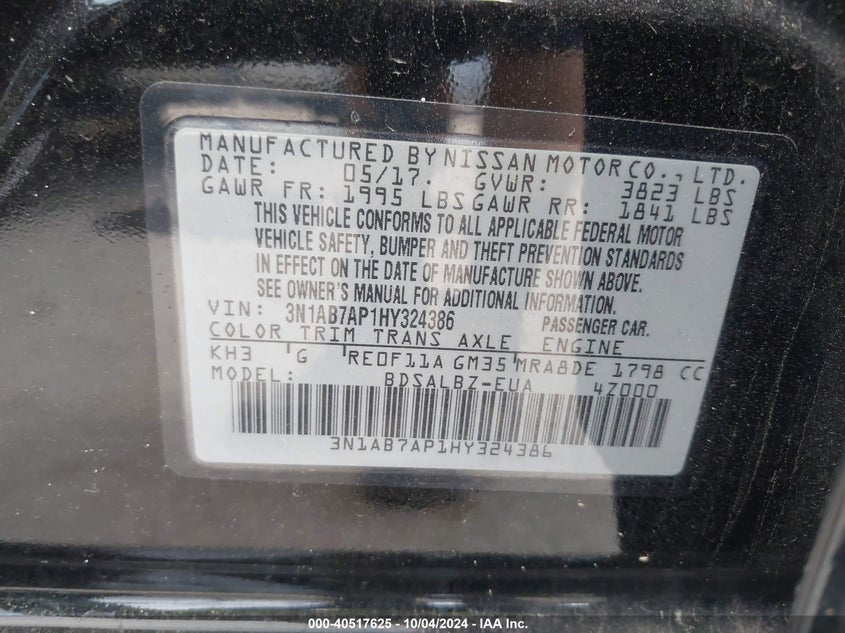 MANUFACTURED BY NISSAN MOTOR CO., LTD.
DATE: 05/17. GVWR: 3823 LBS
GAWR FR: 1995 LBS GAWR RR: 1841 LBS
THIS VEHICLE CONFORMS TO ALL APPLICABLE FEDERAL MOTOR
VEHICLE SAFETY, BUMPER AND THEFT PREVENTION STANDARDS
IN EFFECT ON THE DATE OF MANUFACTURE SHOWN ABOVE.
SEE OWNER'S MANUAL FOR ADDITIONAL INFORMATION.
VIN: 3N1AB7AP1HY324386 PASSENGER CAR.
COLOR TRIM TRANS AXLE ENGINE
KH3 G RE0F11A GM35 MRA8DE 1798 CC
MODEL: BDSALBZ-EUA 4Z000
3N1AB7AP1HY324386
000-40517625 - 10/04/2024 - IAA Inc.